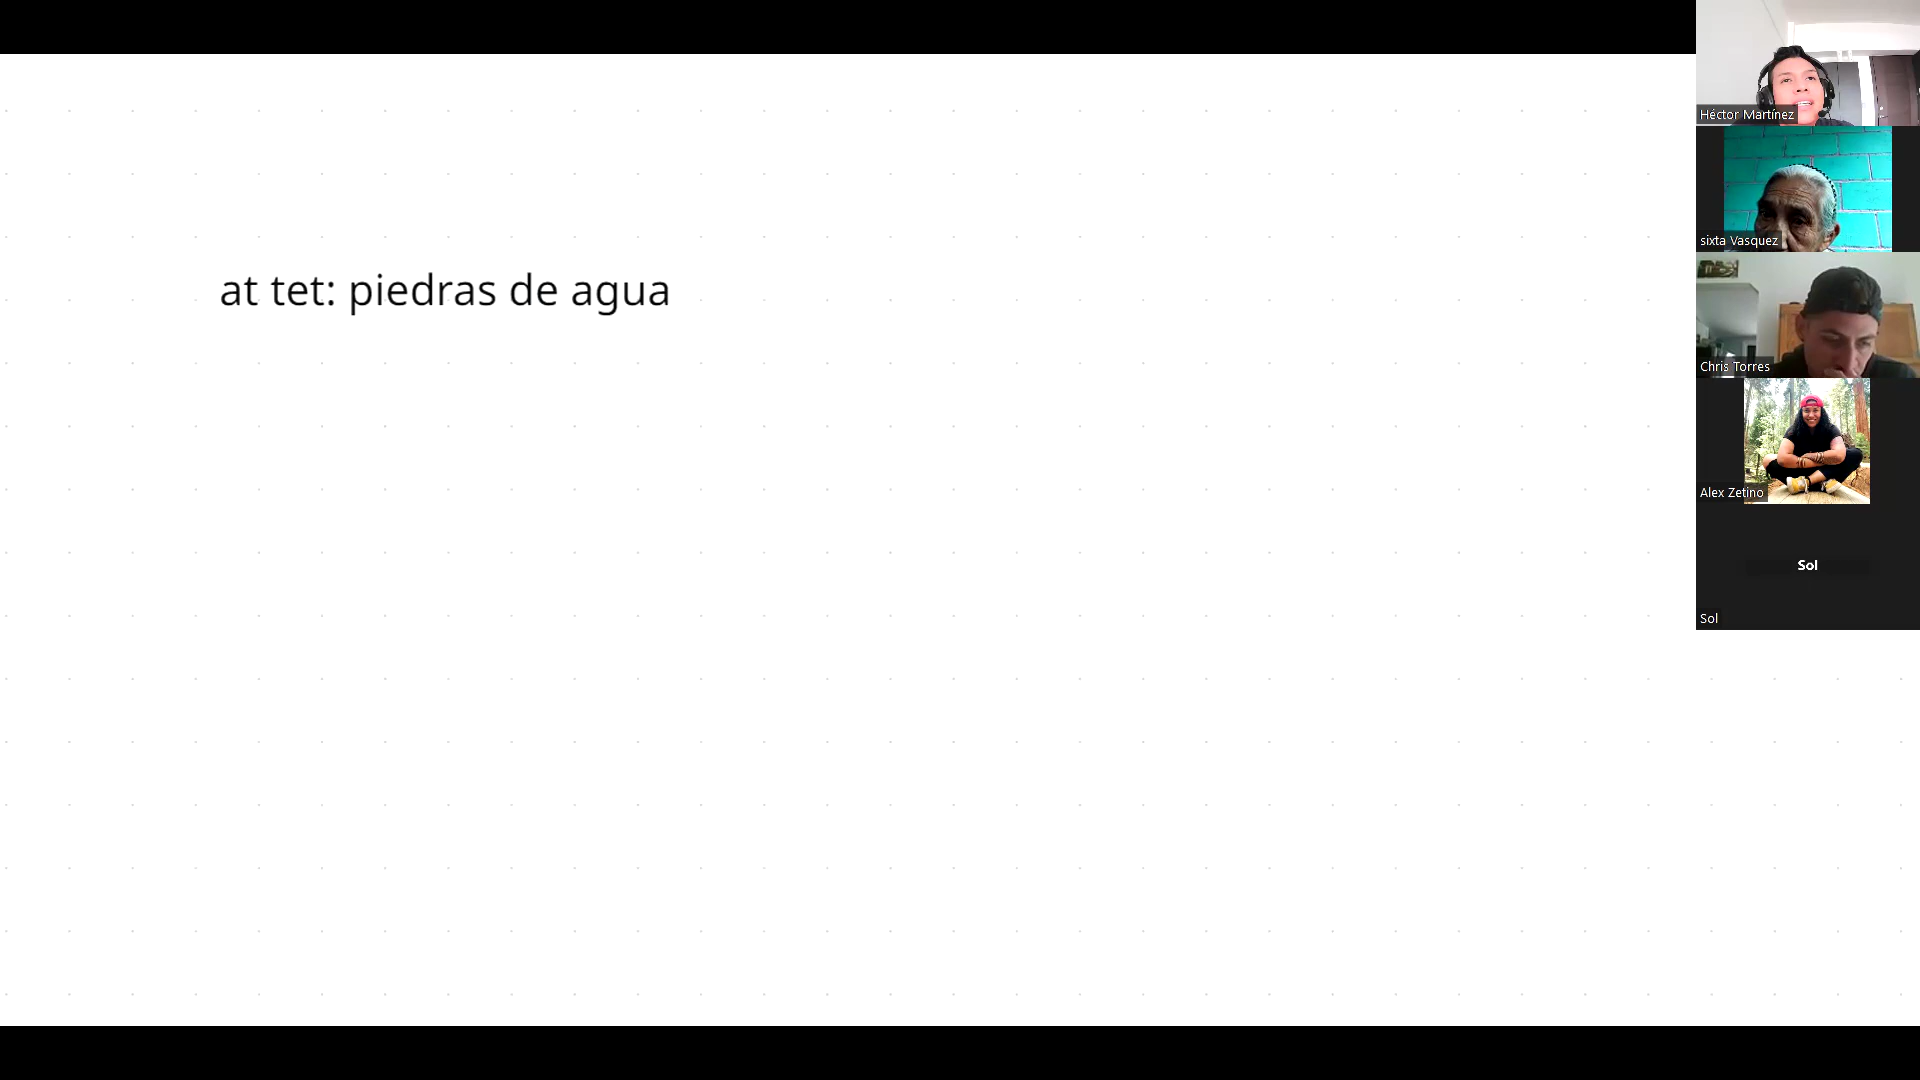 at tet: piedras de agua
Héctor Martínez
sixta Vasquez
Chris Torres
Alex Zetino
Sol
Sol